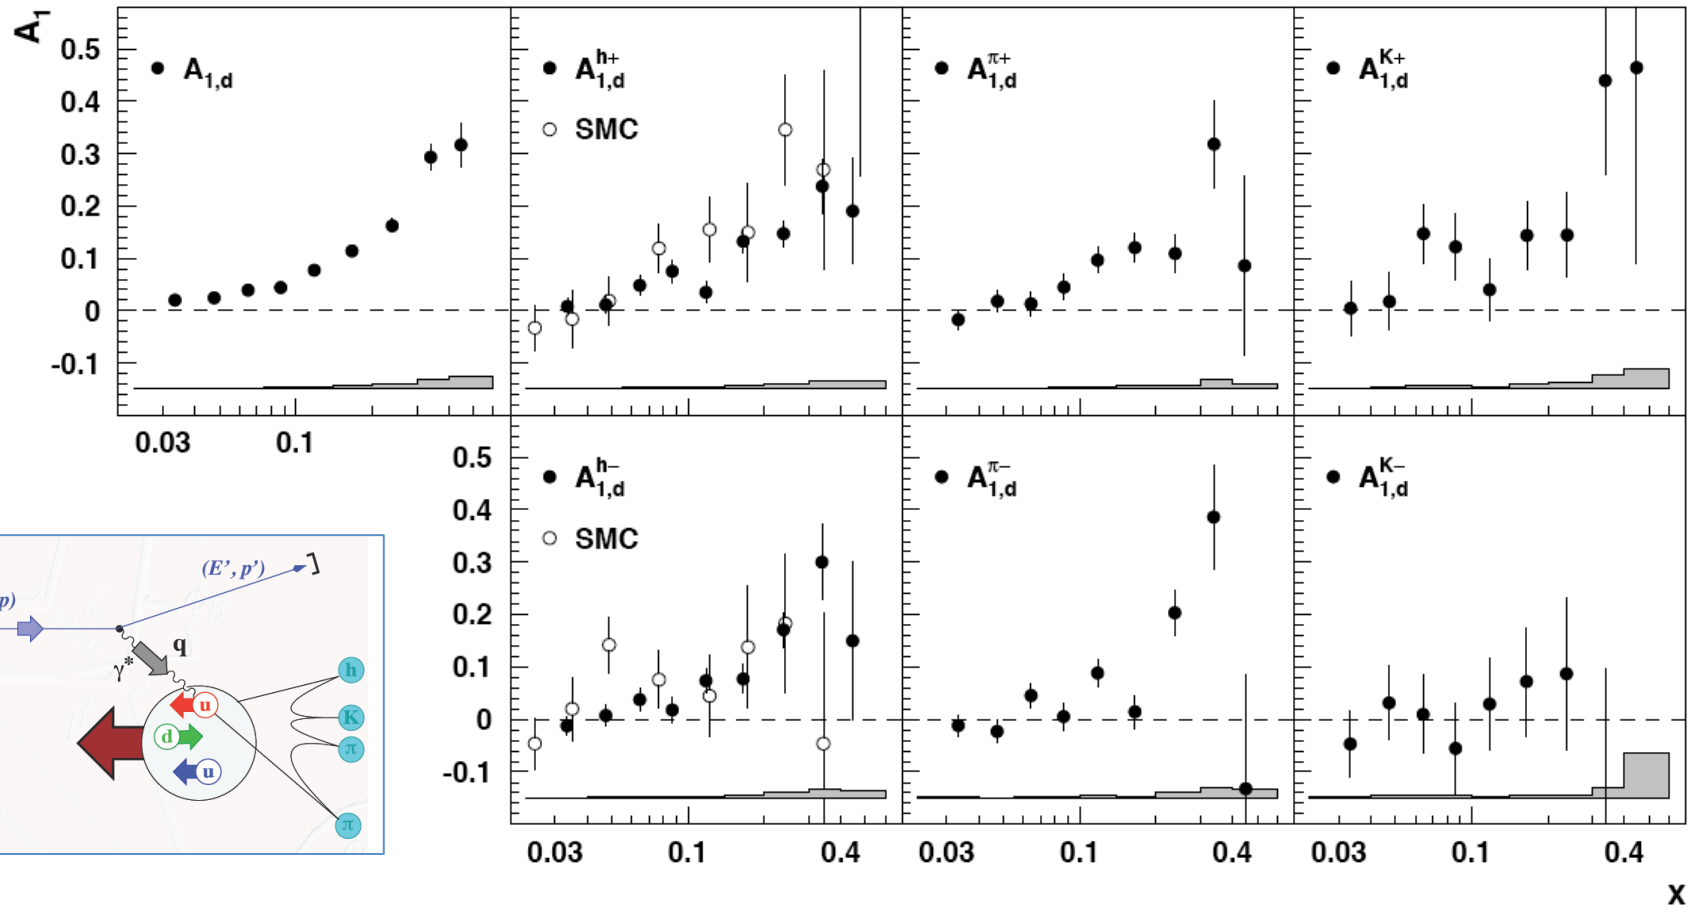 A1
0.5
0.4
0.3
0.2
0.1
0
-0.1
A1,d
A1,d h+
SMC
A1,d π+
A1,d K+
0.03 0.1
0.5
0.4
0.3
0.2
0.1
0
-0.1
A1,d h−
SMC
A1,d π−
A1,d K−
0.03 0.1 0.4
0.03 0.1 0.4
0.03 0.1 0.4
x
(E', p')
p)
q
γ*
u
d
u
h
K
π
π